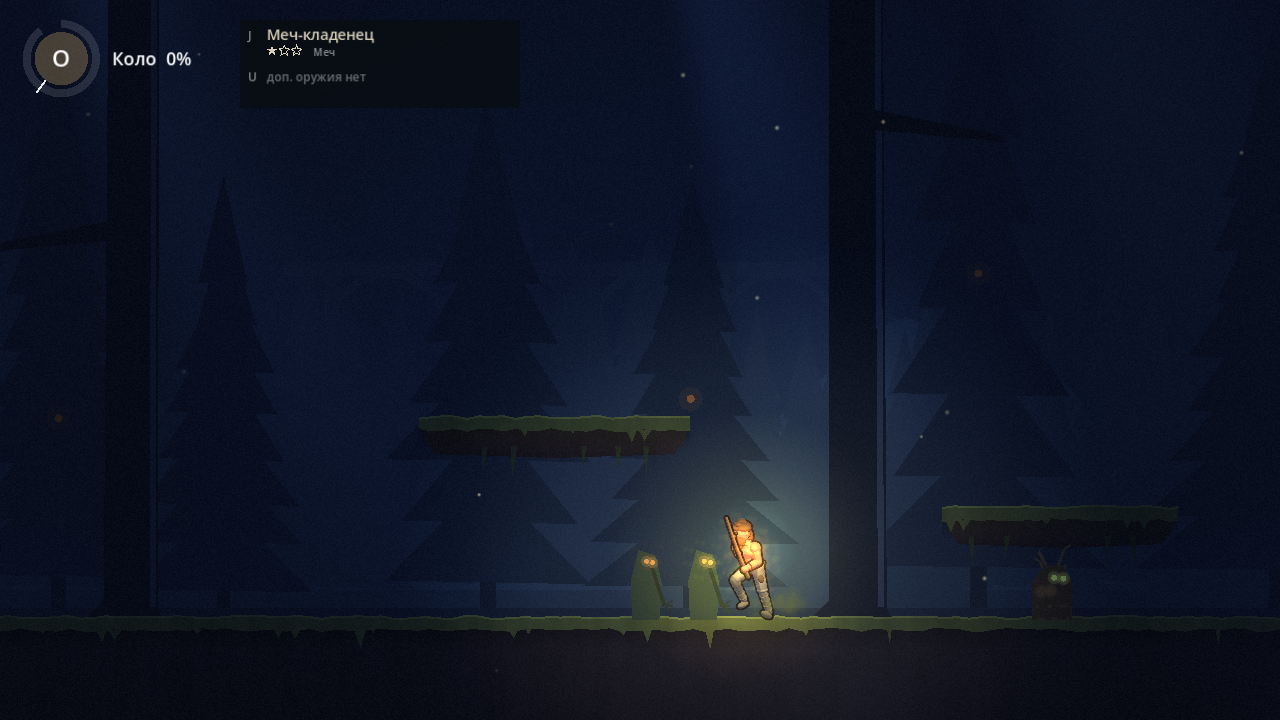 О
Коло 0%
J Меч-кладенец
Меч
U доп. оружия нет